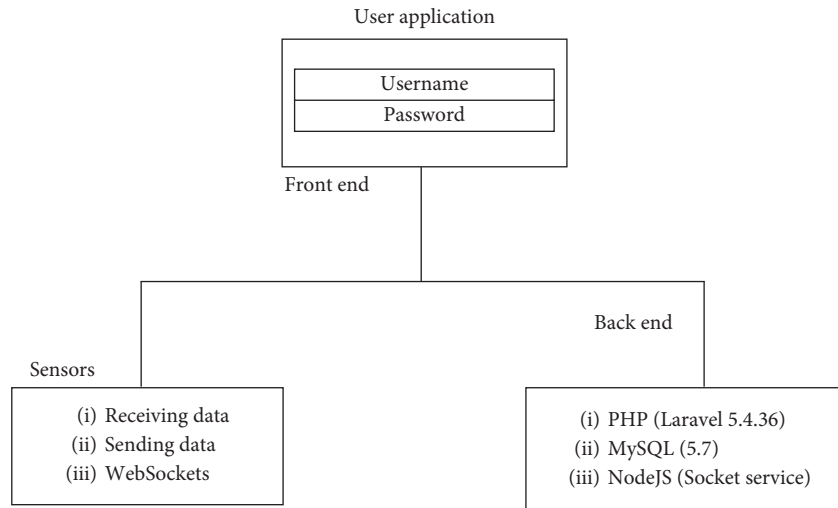 User application
Username
Password
Front end
Back end
Sensors
(i) Receiving data
(ii) Sending data
(iii) WebSockets
(i) PHP (Laravel 5.4.36)
(ii) MySQL (5.7)
(iii) NodeJS (Socket service)